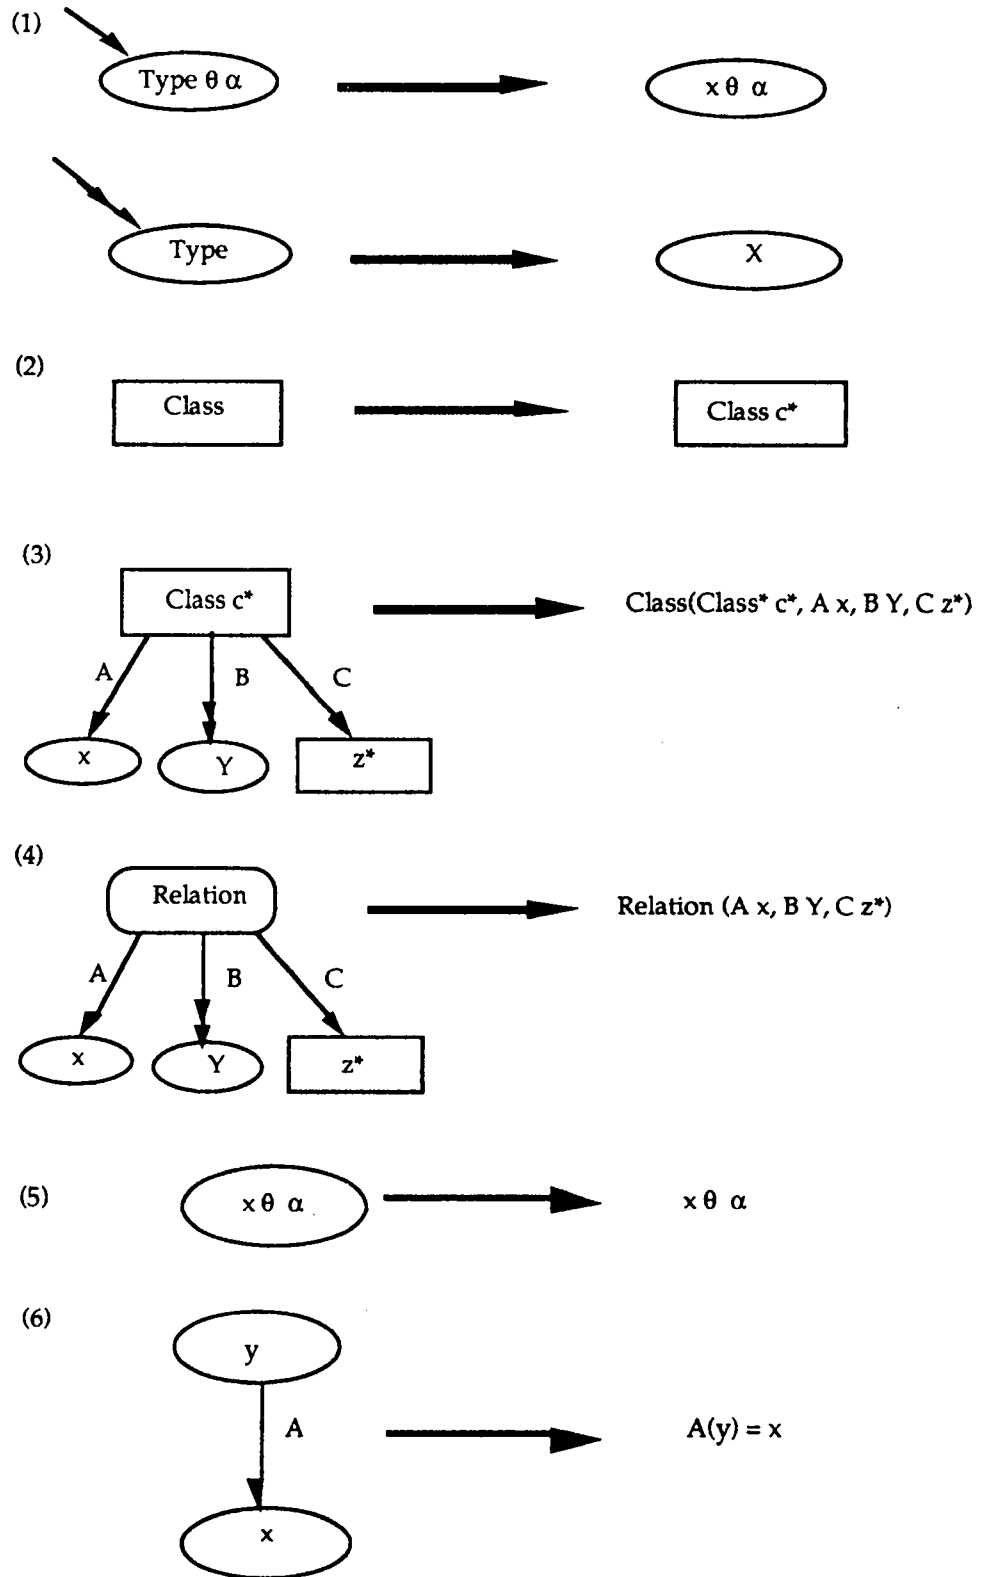 (1)
Type θ α
x θ α
Type
X
(2)
Class
Class c*
(3)
Class c*
Class(Class* c*, A x, B Y, C z*)
A
B
C
x
Y
z*
(4)
Relation
Relation (A x, B Y, C z*)
A
B
C
x
Y
z*
(5)
x θ α
x θ α
(6)
y
A
A(y) = x
x